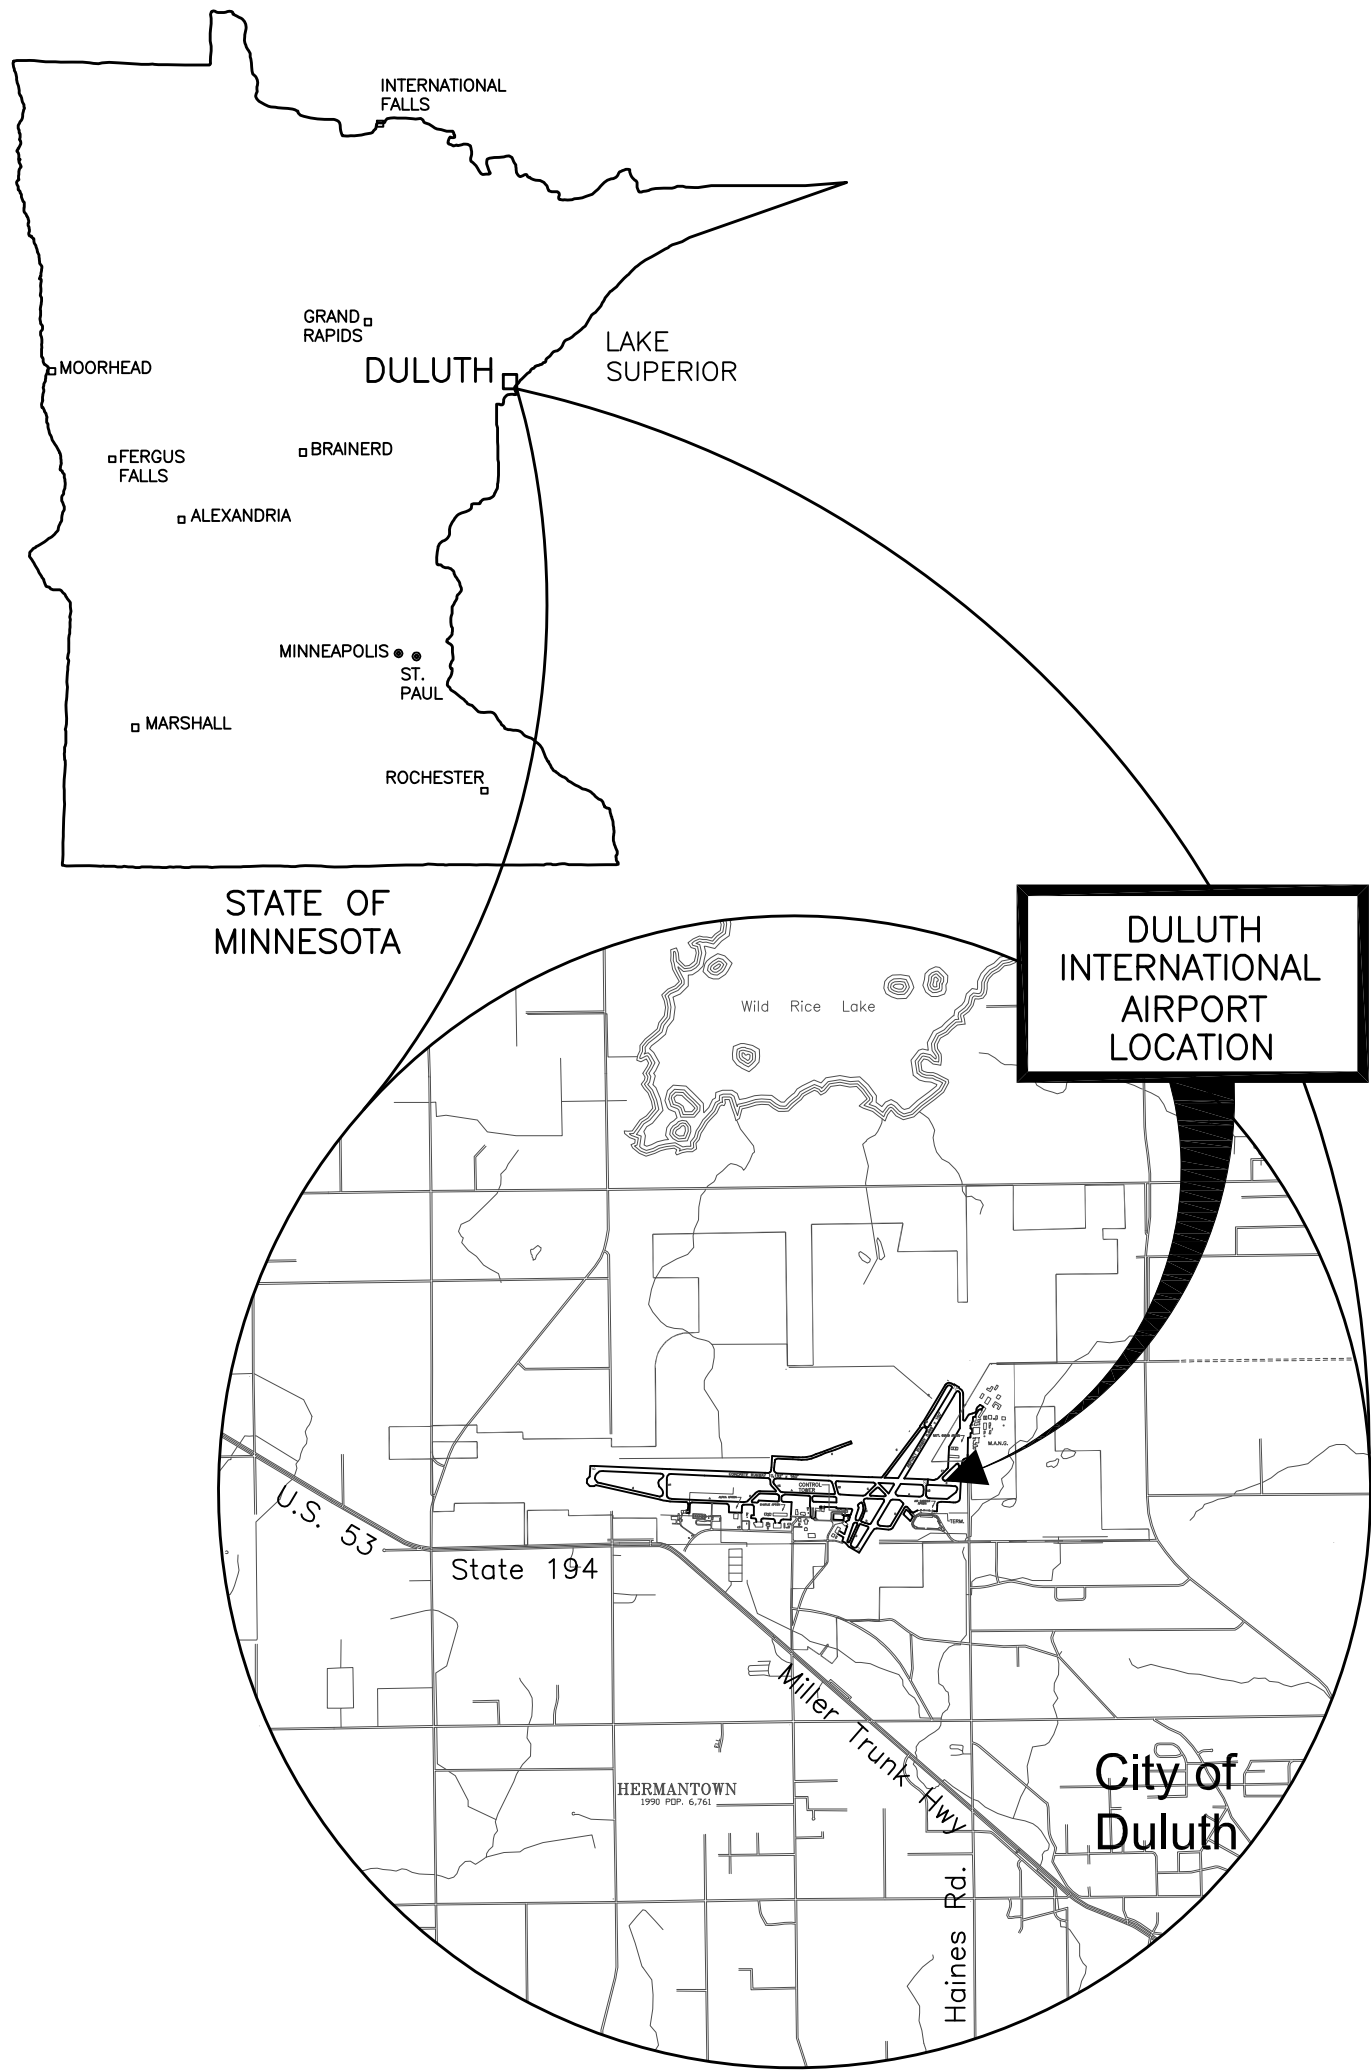 INTERNATIONAL
FALLS
GRAND
RAPIDS
LAKE
SUPERIOR
MOORHEAD
DULUTH
FERGUS
FALLS
BRAINERD
ALEXANDRIA
MINNEAPOLIS
ST.
PAUL
MARSHALL
ROCHESTER
STATE OF
MINNESOTA
DULUTH
INTERNATIONAL
AIRPORT
LOCATION
Wild Rice Lake
M.A.N.G.
CONTROL
TOWER
TERM.
U.S. 53
State 194
Miller Trunk Hwy
HERMANTOWN
1990 POP. 6,761
City of
Duluth
Haines Rd.